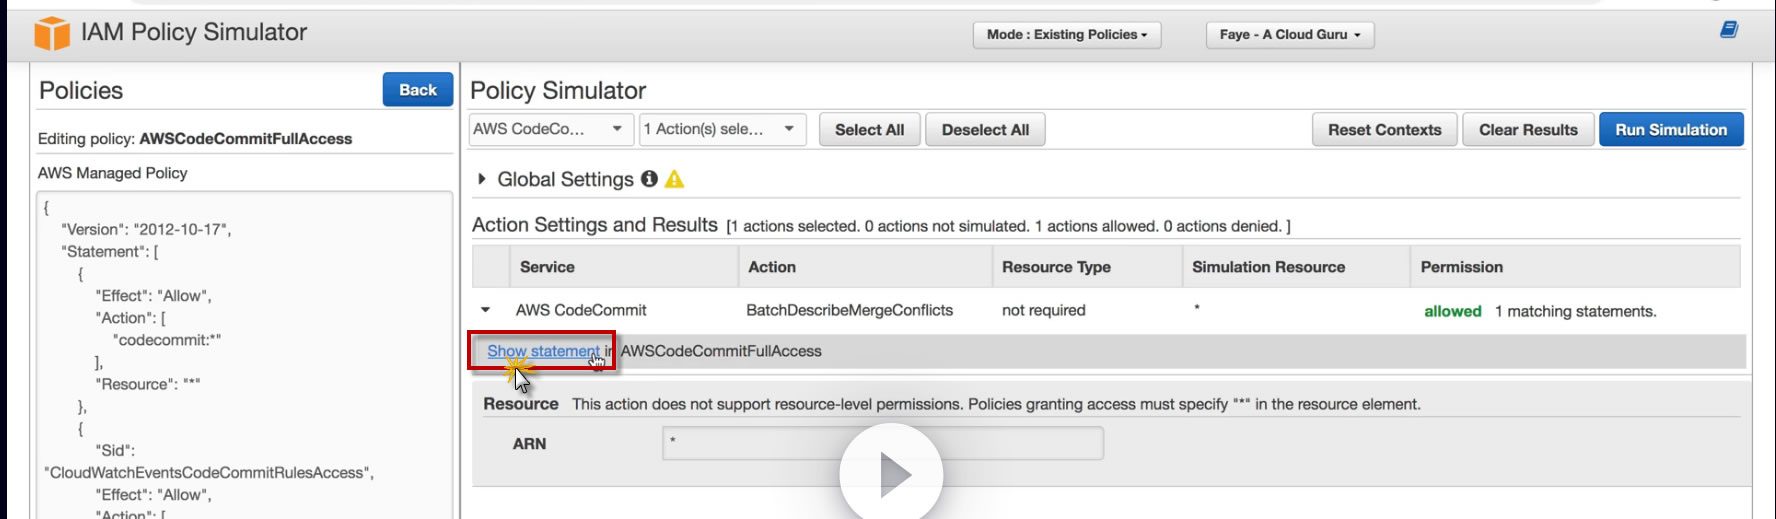 IAM Policy Simulator
Mode : Existing Policies
Faye - A Cloud Guru
Policies
Back
Editing policy: AWSCodeCommitFullAccess
AWS Managed Policy
{
"Version": "2012-10-17",
"Statement": [
{
"Effect": "Allow",
"Action": [
"codecommit:*"
],
"Resource": "*"
},
{
"Sid":
"CloudWatchEventsCodeCommitRulesAccess",
"Effect": "Allow",
"Action": [
Policy Simulator
AWS CodeCo... 1 Action(s) sele... Select All Deselect All Reset Contexts Clear Results Run Simulation
Global Settings
Action Settings and Results [1 actions selected. 0 actions not simulated. 1 actions allowed. 0 actions denied. ]
Service Action Resource Type Simulation Resource Permission
AWS CodeCommit BatchDescribeMergeConflicts not required * allowed 1 matching statements.
Show statement in AWSCodeCommitFullAccess
Resource This action does not support resource-level permissions. Policies granting access must specify "*" in the resource element.
ARN *